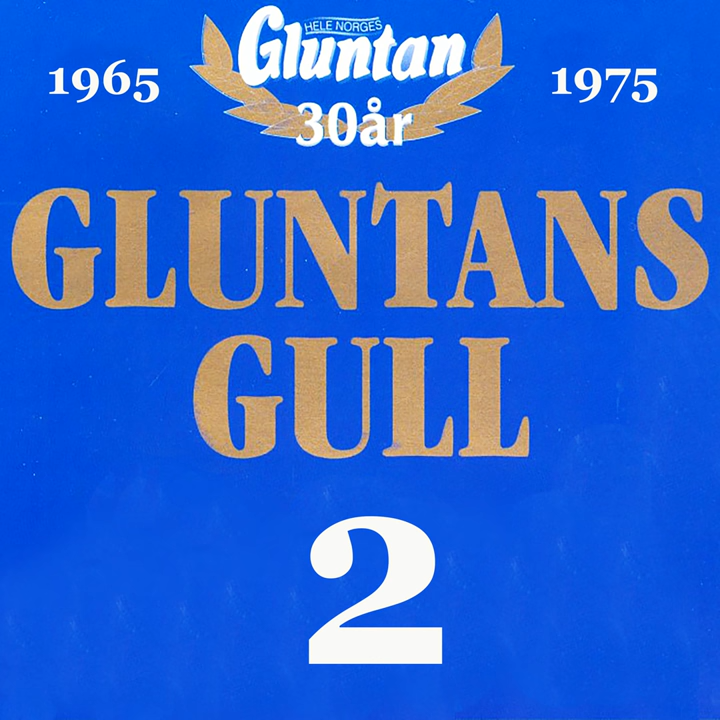 HELE NORGES
Gluntan
1965 1975
30år
GLUNTANS
GULL
2